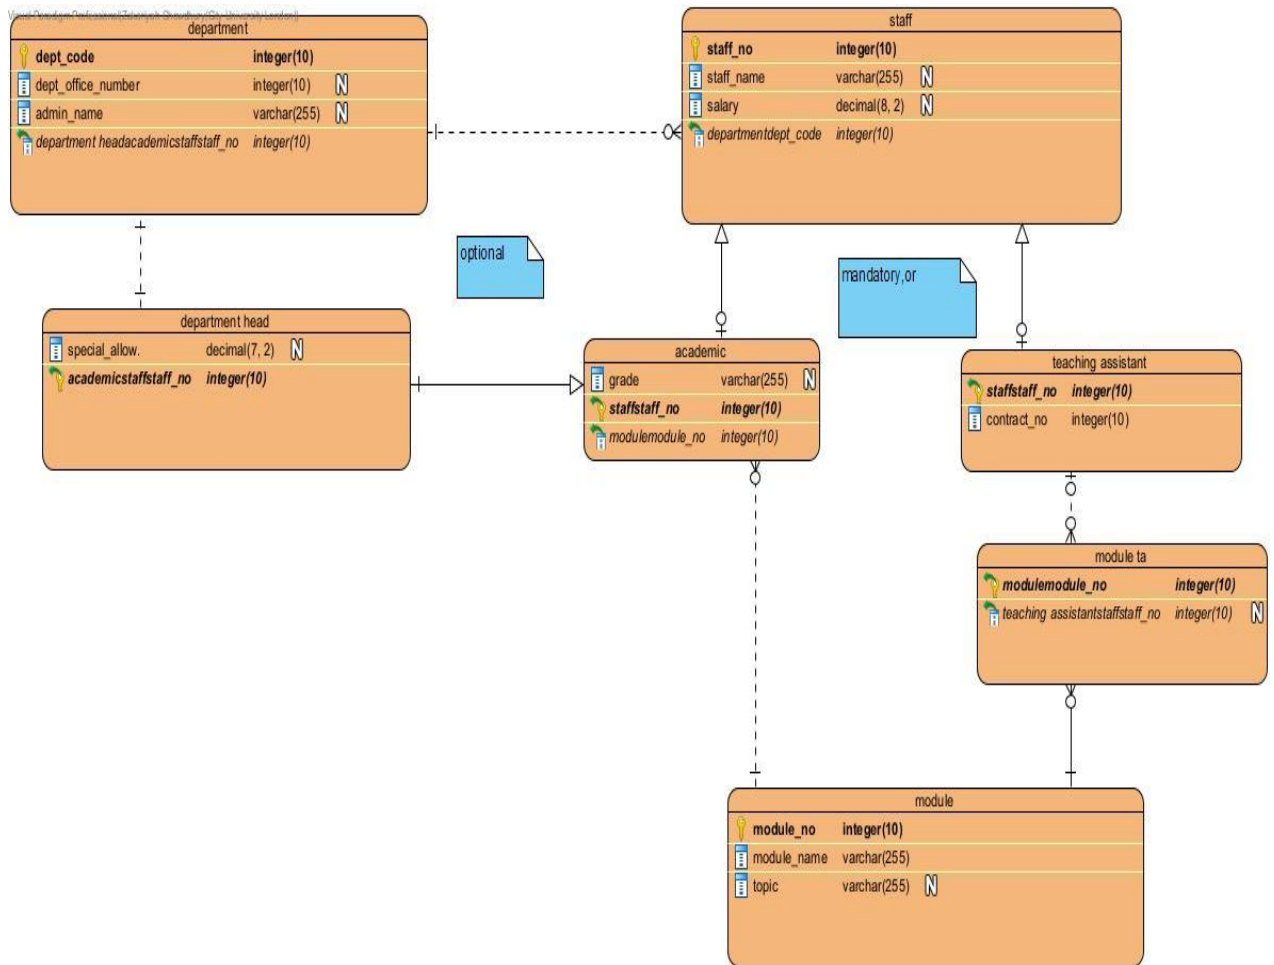 department
dept_code integer(10)
dept_office_number integer(10) N
admin_name varchar(255) N
department headacademicstaffstaff_no integer(10)
staff
staff_no integer(10)
staff_name varchar(255) N
salary decimal(8, 2) N
departmentdept_code integer(10)
optional
mandatory,or
department head
special_allow. decimal(7, 2) N
academicstaffstaff_no integer(10)
academic
grade varchar(255) N
staffstaff_no integer(10)
modulemodule_no integer(10)
teaching assistant
staffstaff_no integer(10)
contract_no integer(10)
module ta
modulemodule_no integer(10)
teaching assistantstaffstaff_no integer(10) N
module
module_no integer(10)
module_name varchar(255)
topic varchar(255) N